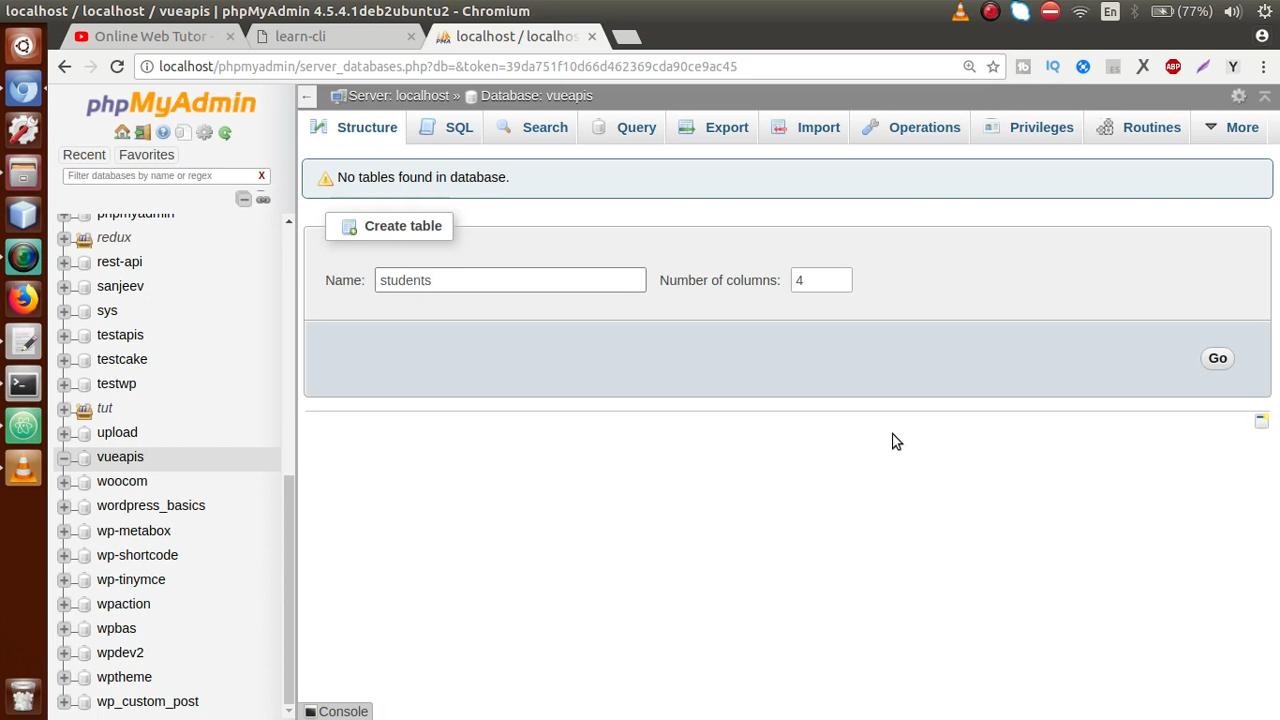 localhost / localhost / vueapis | phpMyAdmin 4.5.4.1deb2ubuntu2 - Chromium
En
(77%)
Online Web Tutor -
learn-cli
localhost / localhos
localhost/phpmyadmin/server_databases.php?db=&token=39da751f10d66d462369cda90ce9ac45
IQ
ES
X
ABP
Y
phpMyAdmin
Recent
Favorites
Filter databases by name or regex
X
phpmyadmin
redux
rest-api
sanjeev
sys
testapis
testcake
testwp
tut
upload
vueapis
woocom
wordpress_basics
wp-metabox
wp-shortcode
wp-tinymce
wpaction
wpbas
wpdev2
wptheme
wp_custom_post
Server: localhost » Database: vueapis
Structure
SQL
Search
Query
Export
Import
Operations
Privileges
Routines
More
No tables found in database.
Create table
Name:
students
Number of columns:
4
Go
Console